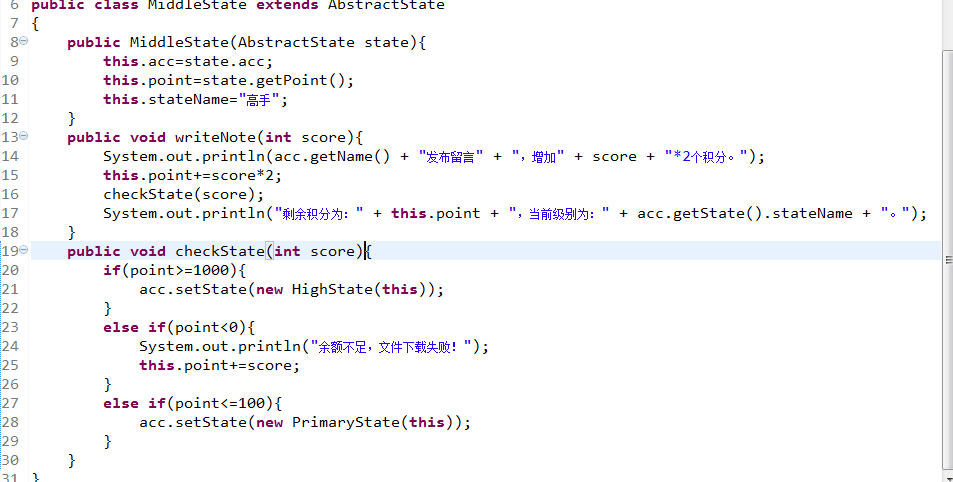 6 public class MiddleState extends AbstractState
7 {
8 public MiddleState(AbstractState state){
9 this.acc=state.acc;
10 this.point=state.getPoint();
11 this.stateName="高手";
12 }
13 public void writeNote(int score){
14 System.out.println(acc.getName() + "发布留言" + "，增加" + score + "*2个积分。");
15 this.point+=score*2;
16 checkState(score);
17 System.out.println("剩余积分为：" + this.point + "，当前级别为：" + acc.getState().stateName + "。");
18 }
19 public void checkState(int score){
20 if(point>=1000){
21 acc.setState(new HighState(this));
22 }
23 else if(point<0){
24 System.out.println("余额不足，文件下载失败！");
25 this.point+=score;
26 }
27 else if(point<=100){
28 acc.setState(new PrimaryState(this));
29 }
30 }
31 }